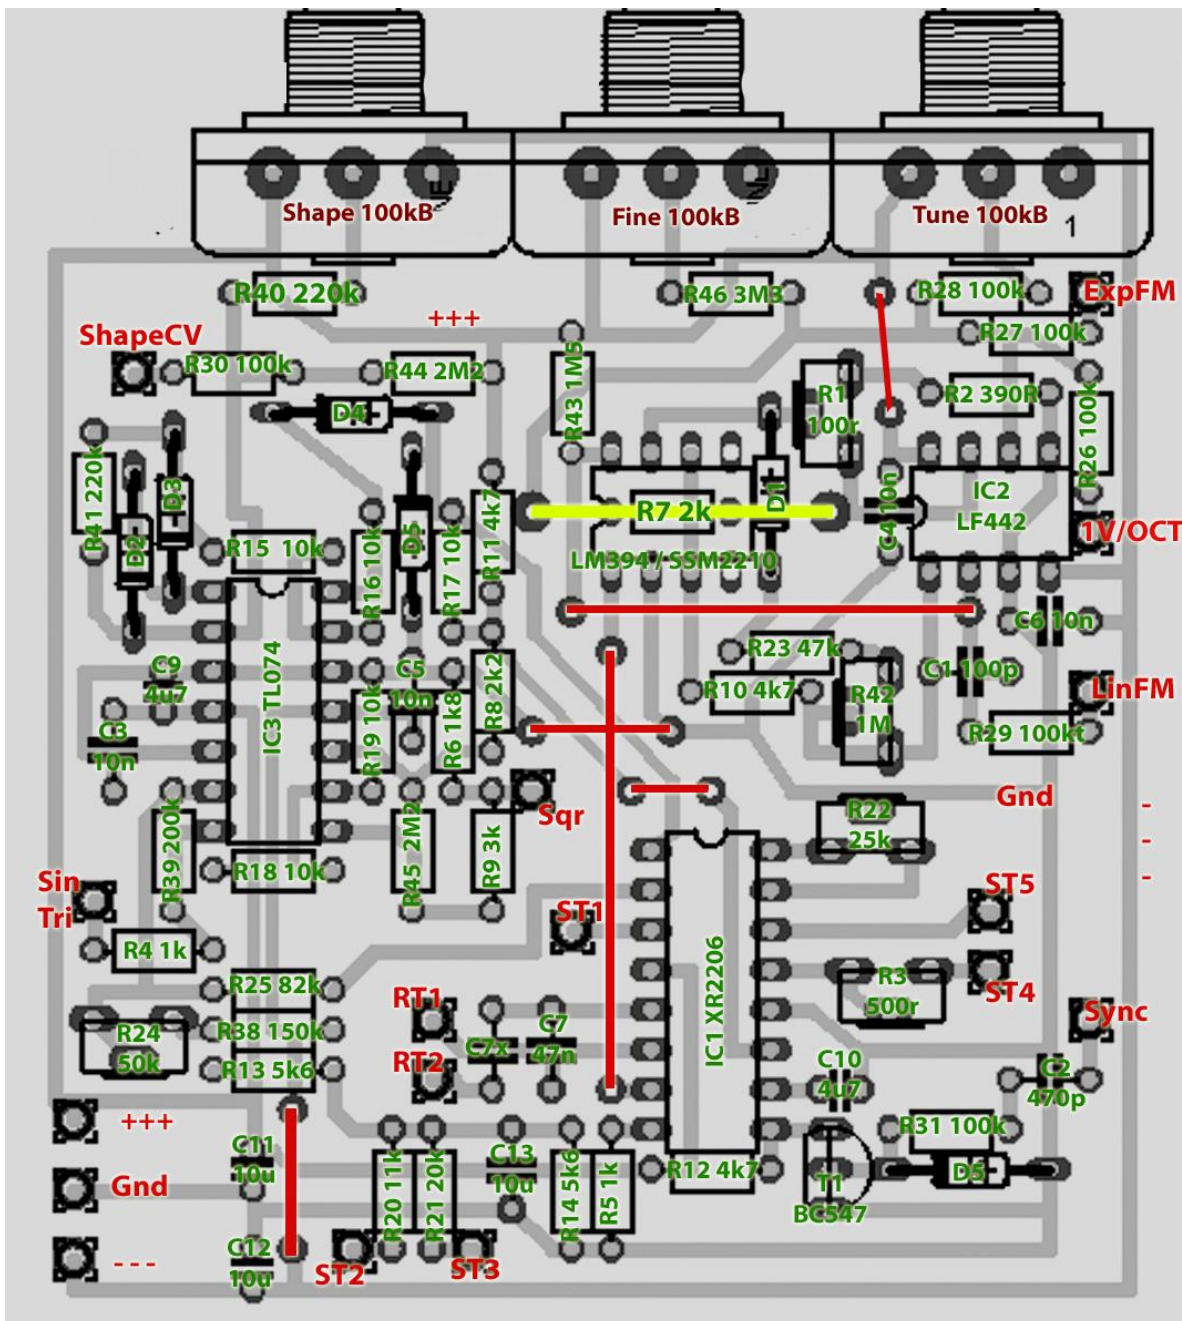 Shape 100kB
Fine 100kB
Tune 100kB
1
R40 220k
R46 3M3
R28 100k
ExpFM
+++
ShapeCV
R27 100k
R30 100k
R44 2M2
R43 1M5
R1
100r
R2 390R
R26 100k
D4
R41 220k
D3
D2
D5
R16 10k
R17 10k
R11 4k7
R15 10k
R7 2k
D1
C4 10n
IC2
LF442
1V/OCT
LM394 / SSM2210
C6 10n
R23 47k
C9
4u7
IC3 TL074
C5
10n
R8 2k2
R10 4k7
R42
1M
C1 100p
LinFM
R19 10k
R6 1k8
C3
10n
R29 100kt
Sqr
Gnd
-
-
-
R22
25k
R39 200k
R45 2M2
R9 3k
R18 10k
Sin
Tri
ST1
ST5
R4 1k
IC1 XR2206
R25 82k
RT1
R3
500r
ST4
Sync
R24
50k
R38 150k
C7
47n
C7x
RT2
R13 5k6
C10
4u7
C2
470p
+++
C11
10u
R31 100k
Gnd
R20 11k
R21 20k
C13
10u
R14 5k6
R5 1k
R12 4k7
T1
BC547
D5
- - -
C12
10u
ST2
ST3